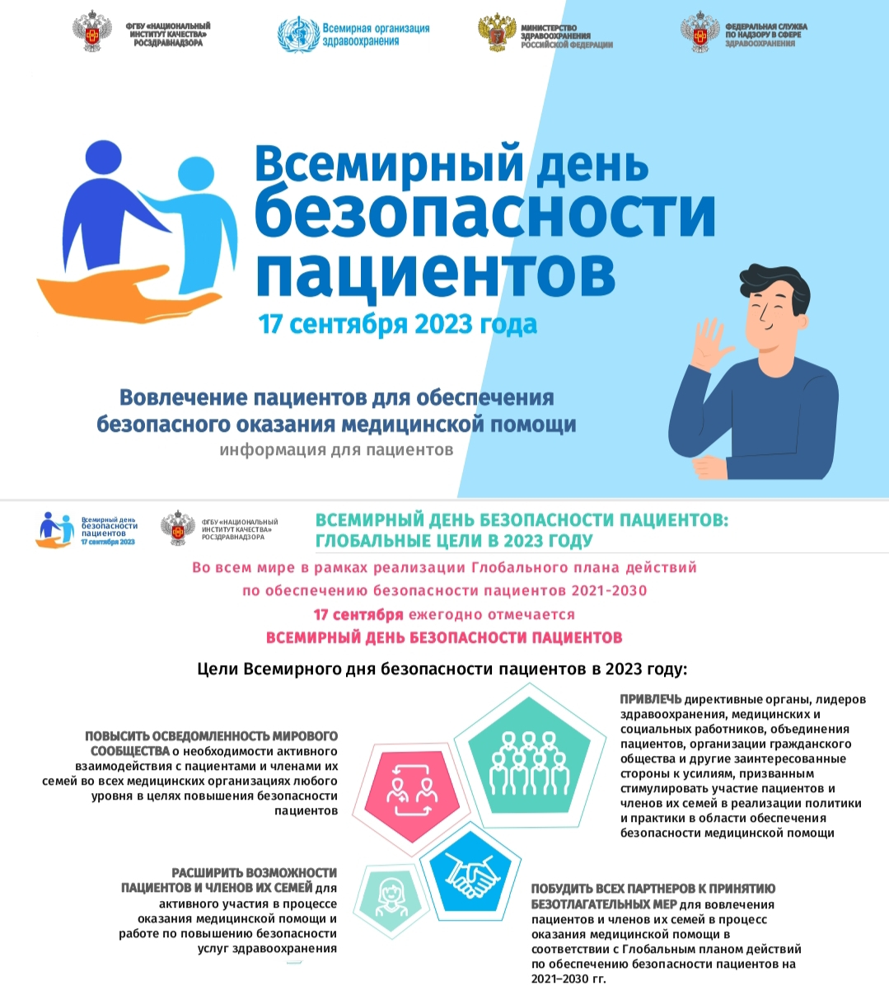 ФГБУ «НАЦИОНАЛЬНЫЙ
ИНСТИТУТ КАЧЕСТВА»
РОСЗДРАВНАДЗОРА
Всемирная организация
здравоохранения
МИНИСТЕРСТВО
ЗДРАВООХРАНЕНИЯ
РОССИЙСКОЙ ФЕДЕРАЦИИ
ФЕДЕРАЛЬНАЯ СЛУЖБА
ПО НАДЗОРУ В СФЕРЕ
ЗДРАВООХРАНЕНИЯ
Всемирный день
безопасности
пациентов
17 сентября 2023 года
Вовлечение пациентов для обеспечения
безопасного оказания медицинской помощи
информация для пациентов
Всемирный день
безопасности
пациентов
17 сентября 2023
ФГБУ «НАЦИОНАЛЬНЫЙ
ИНСТИТУТ КАЧЕСТВА»
РОСЗДРАВНАДЗОРА
ВСЕМИРНЫЙ ДЕНЬ БЕЗОПАСНОСТИ ПАЦИЕНТОВ:
ГЛОБАЛЬНЫЕ ЦЕЛИ В 2023 ГОДУ
Во всем мире в рамках реализации Глобального плана действий
по обеспечению безопасности пациентов 2021-2030
17 сентября ежегодно отмечается
ВСЕМИРНЫЙ ДЕНЬ БЕЗОПАСНОСТИ ПАЦИЕНТОВ
Цели Всемирного дня безопасности пациентов в 2023 году:
ПОВЫСИТЬ ОСВЕДОМЛЕННОСТЬ МИРОВОГО
СООБЩЕСТВА о необходимости активного
взаимодействия с пациентами и членами их
семей во всех медицинских организациях любого
уровня в целях повышения безопасности
пациентов
ПРИВЛЕЧЬ директивные органы, лидеров
здравоохранения, медицинских и
социальных работников, объединения
пациентов, организации гражданского
общества и другие заинтересованные
стороны к усилиям, призванным
стимулировать участие пациентов и
членов их семей в реализации политики
и практики в области обеспечения
безопасности медицинской помощи
РАСШИРИТЬ ВОЗМОЖНОСТИ
ПАЦИЕНТОВ И ЧЛЕНОВ ИХ СЕМЕЙ для
активного участия в процессе
оказания медицинской помощи и
работе по повышению безопасности
услуг здравоохранения
ПОБУДИТЬ ВСЕХ ПАРТНЕРОВ К ПРИНЯТИЮ
БЕЗОТЛАГАТЕЛЬНЫХ МЕР для вовлечения
пациентов и членов их семей в процесс
оказания медицинской помощи в
соответствии с Глобальным планом действий
по обеспечению безопасности пациентов на
2021–2030 гг.